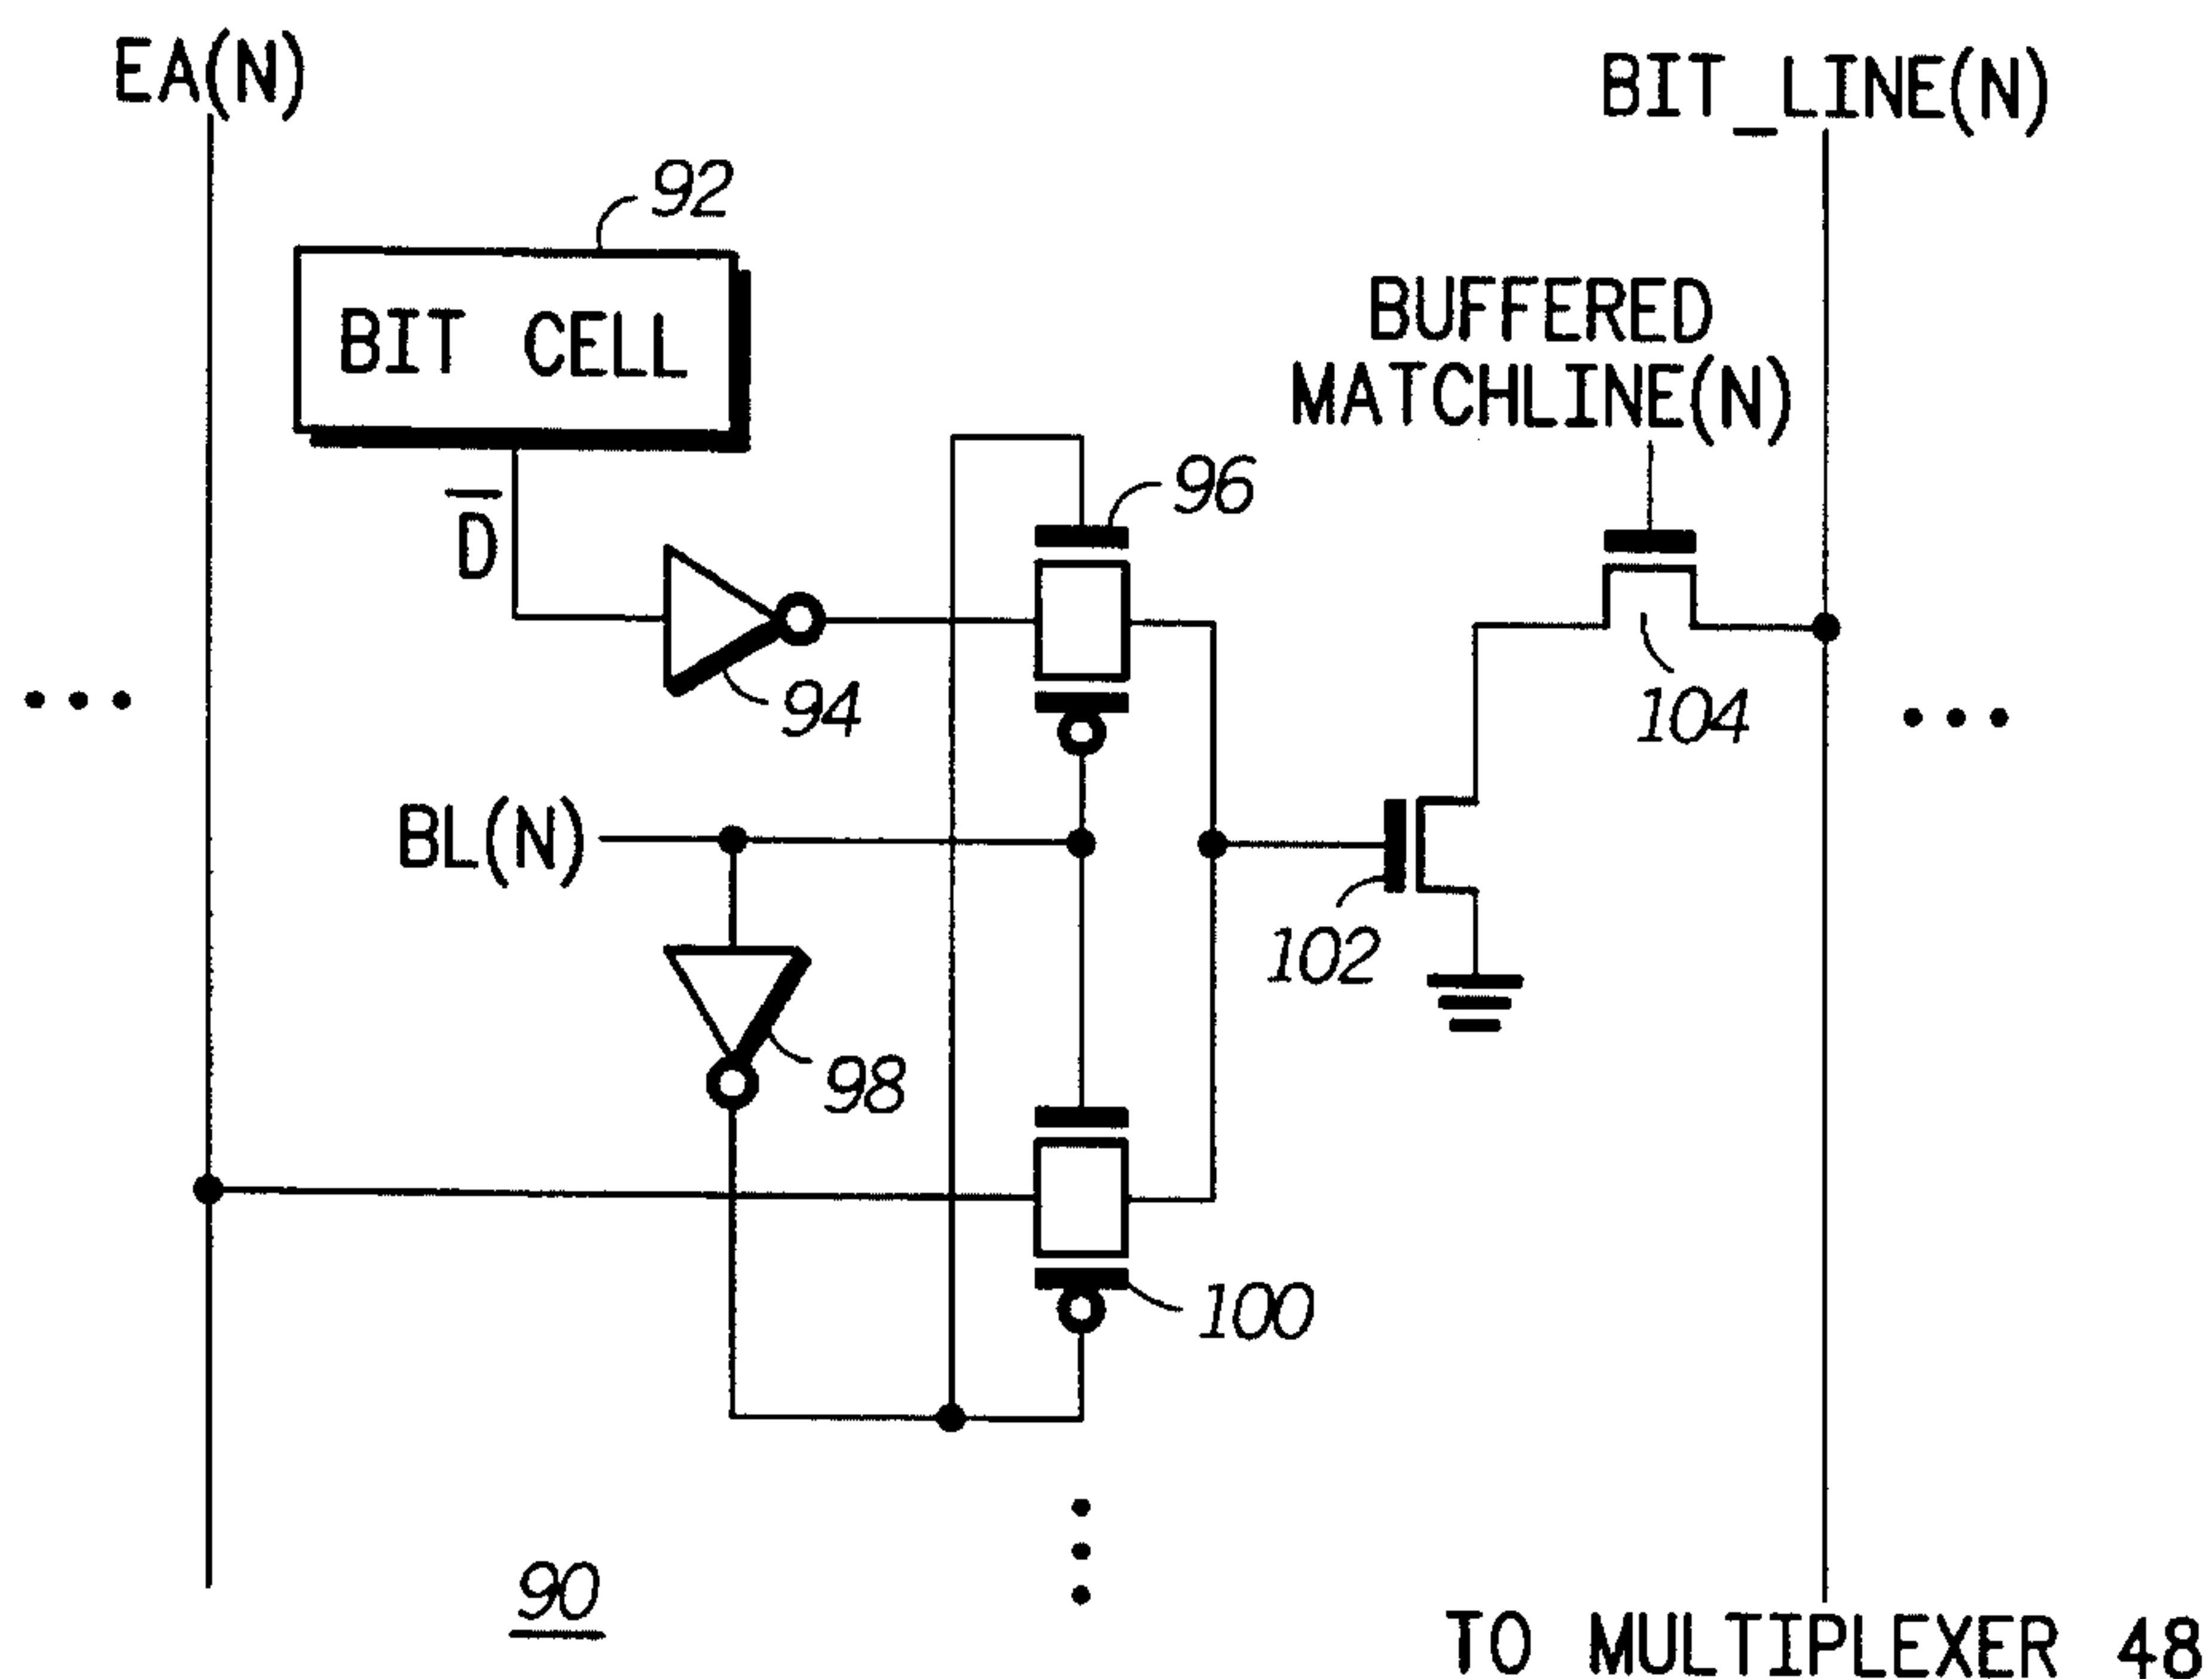 EA(N)
BIT_LINE(N)
92
BIT CELL
BUFFERED
MATCHLINE(N)
D̅
96
94
104
BL(N)
102
98
100
90
TO MULTIPLEXER 48